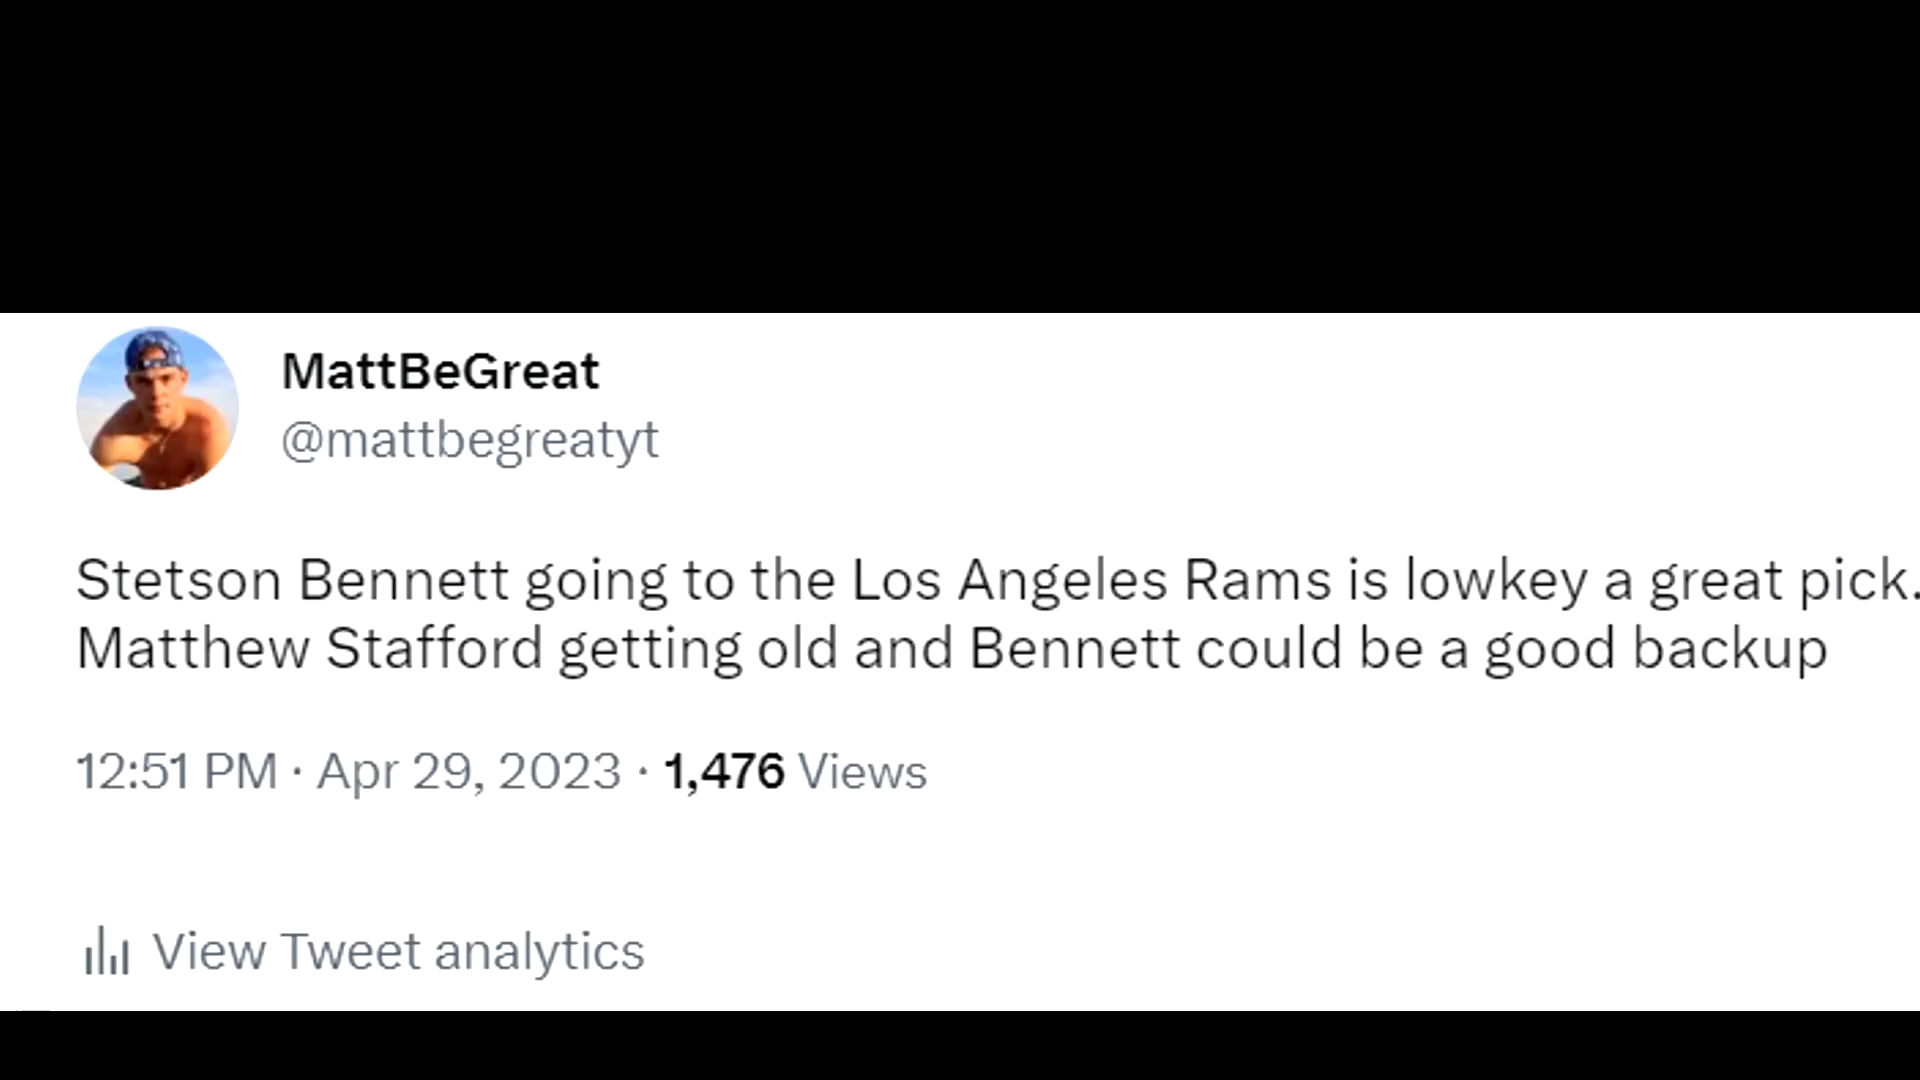 MattBeGreat
@mattbegreatyt
Stetson Bennett going to the Los Angeles Rams is lowkey a great pick.
Matthew Stafford getting old and Bennett could be a good backup
12:51 PM · Apr 29, 2023 · 1,476 Views
View Tweet analytics